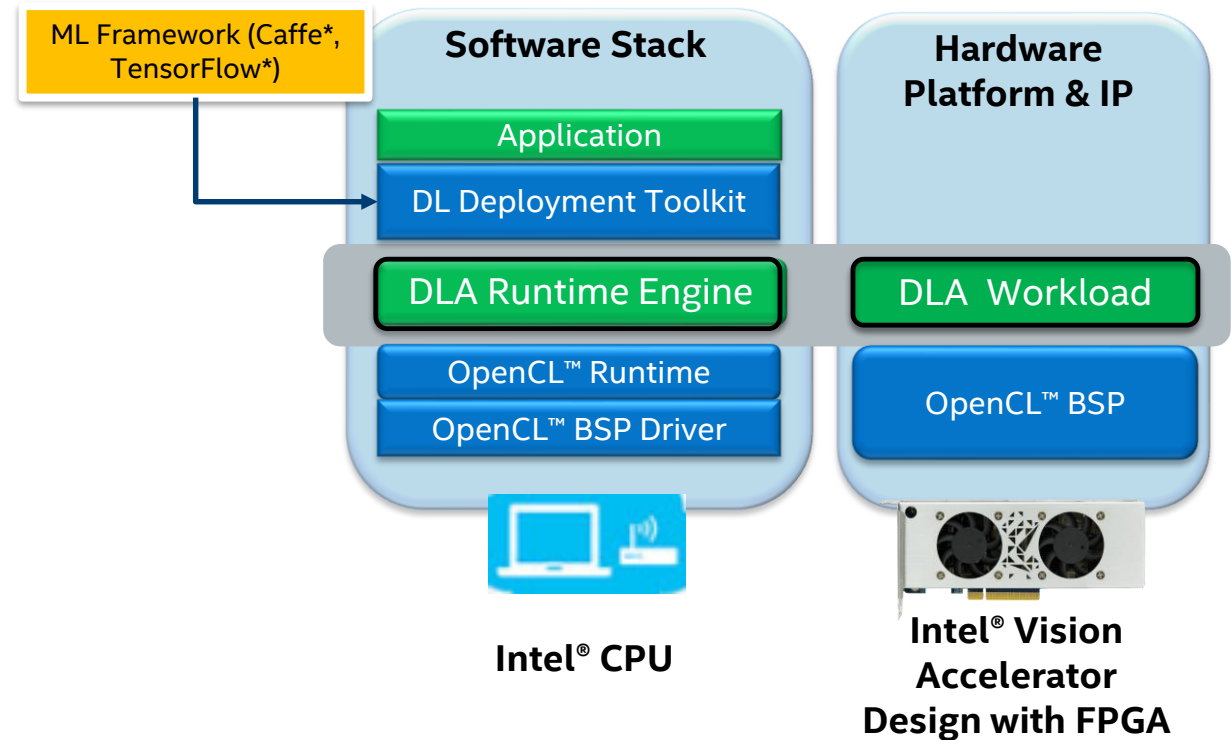 ML Framework (Caffe*,
TensorFlow*)
Software Stack
Application
DL Deployment Toolkit
DLA Runtime Engine
OpenCL™ Runtime
OpenCL™ BSP Driver
Intel® CPU
Hardware
Platform & IP
DLA Workload
OpenCL™ BSP
Intel® Vision
Accelerator
Design with FPGA